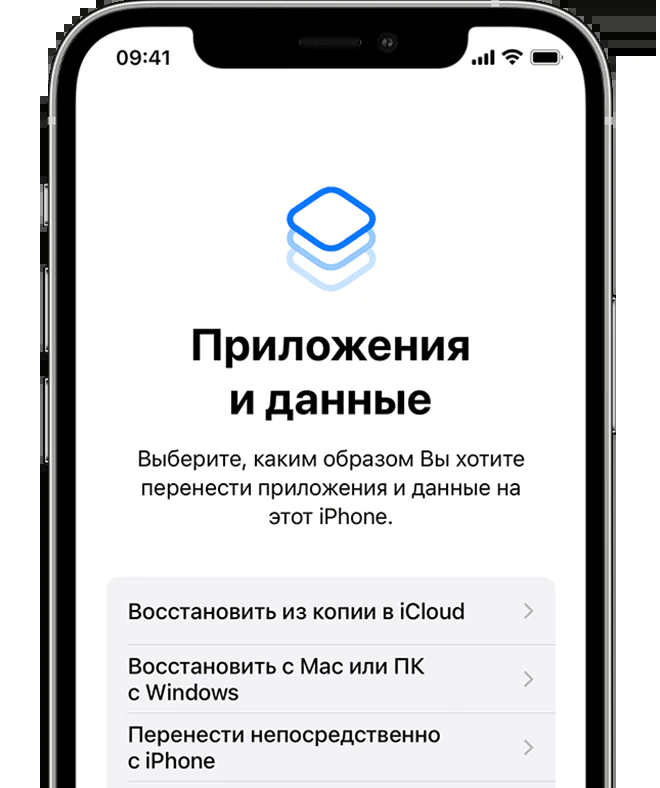 09:41
Приложения
и данные
Выберите, каким образом Вы хотите
перенести приложения и данные на
этот iPhone.
Восстановить из копии в iCloud
Восстановить с Mac или ПК
с Windows
Перенести непосредственно
с iPhone